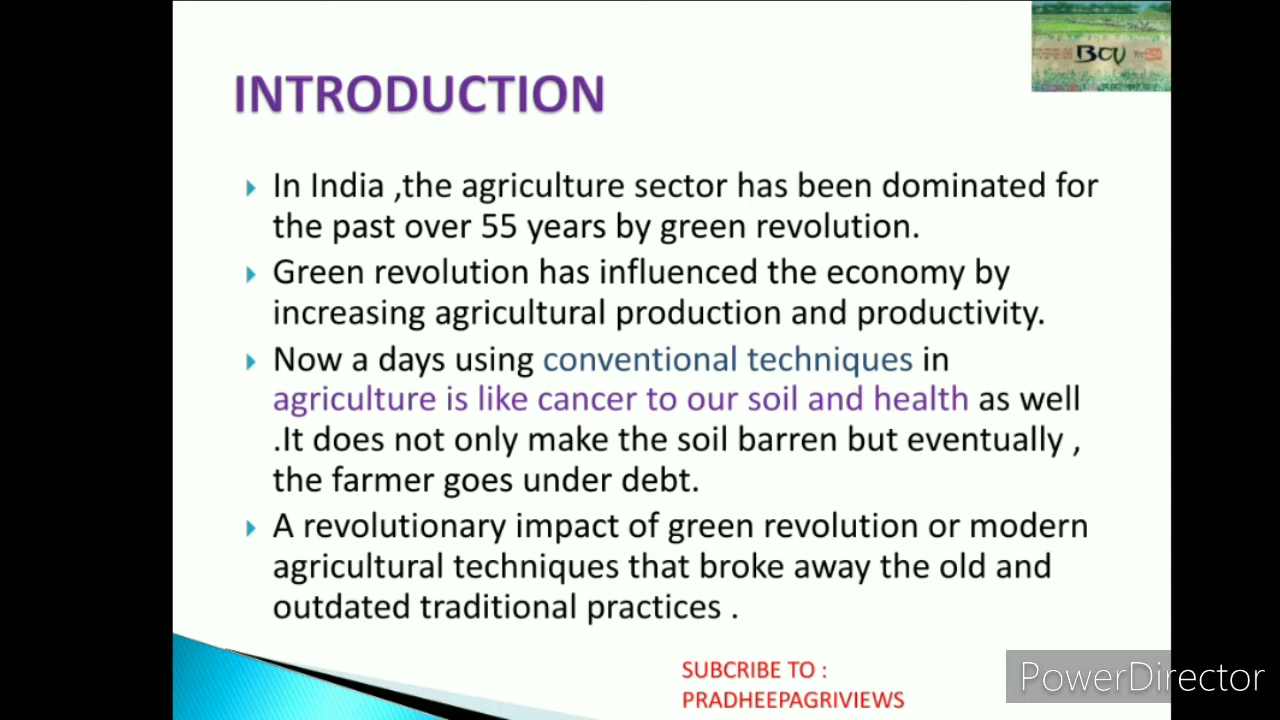 BCV
INTRODUCTION
In India ,the agriculture sector has been dominated for
the past over 55 years by green revolution.
Green revolution has influenced the economy by
increasing agricultural production and productivity.
Now a days using conventional techniques in
agriculture is like cancer to our soil and health as well
.It does not only make the soil barren but eventually ,
the farmer goes under debt.
A revolutionary impact of green revolution or modern
agricultural techniques that broke away the old and
outdated traditional practices .
SUBCRIBE TO :
PRADHEEPAGRIVIEWS
PowerDirector